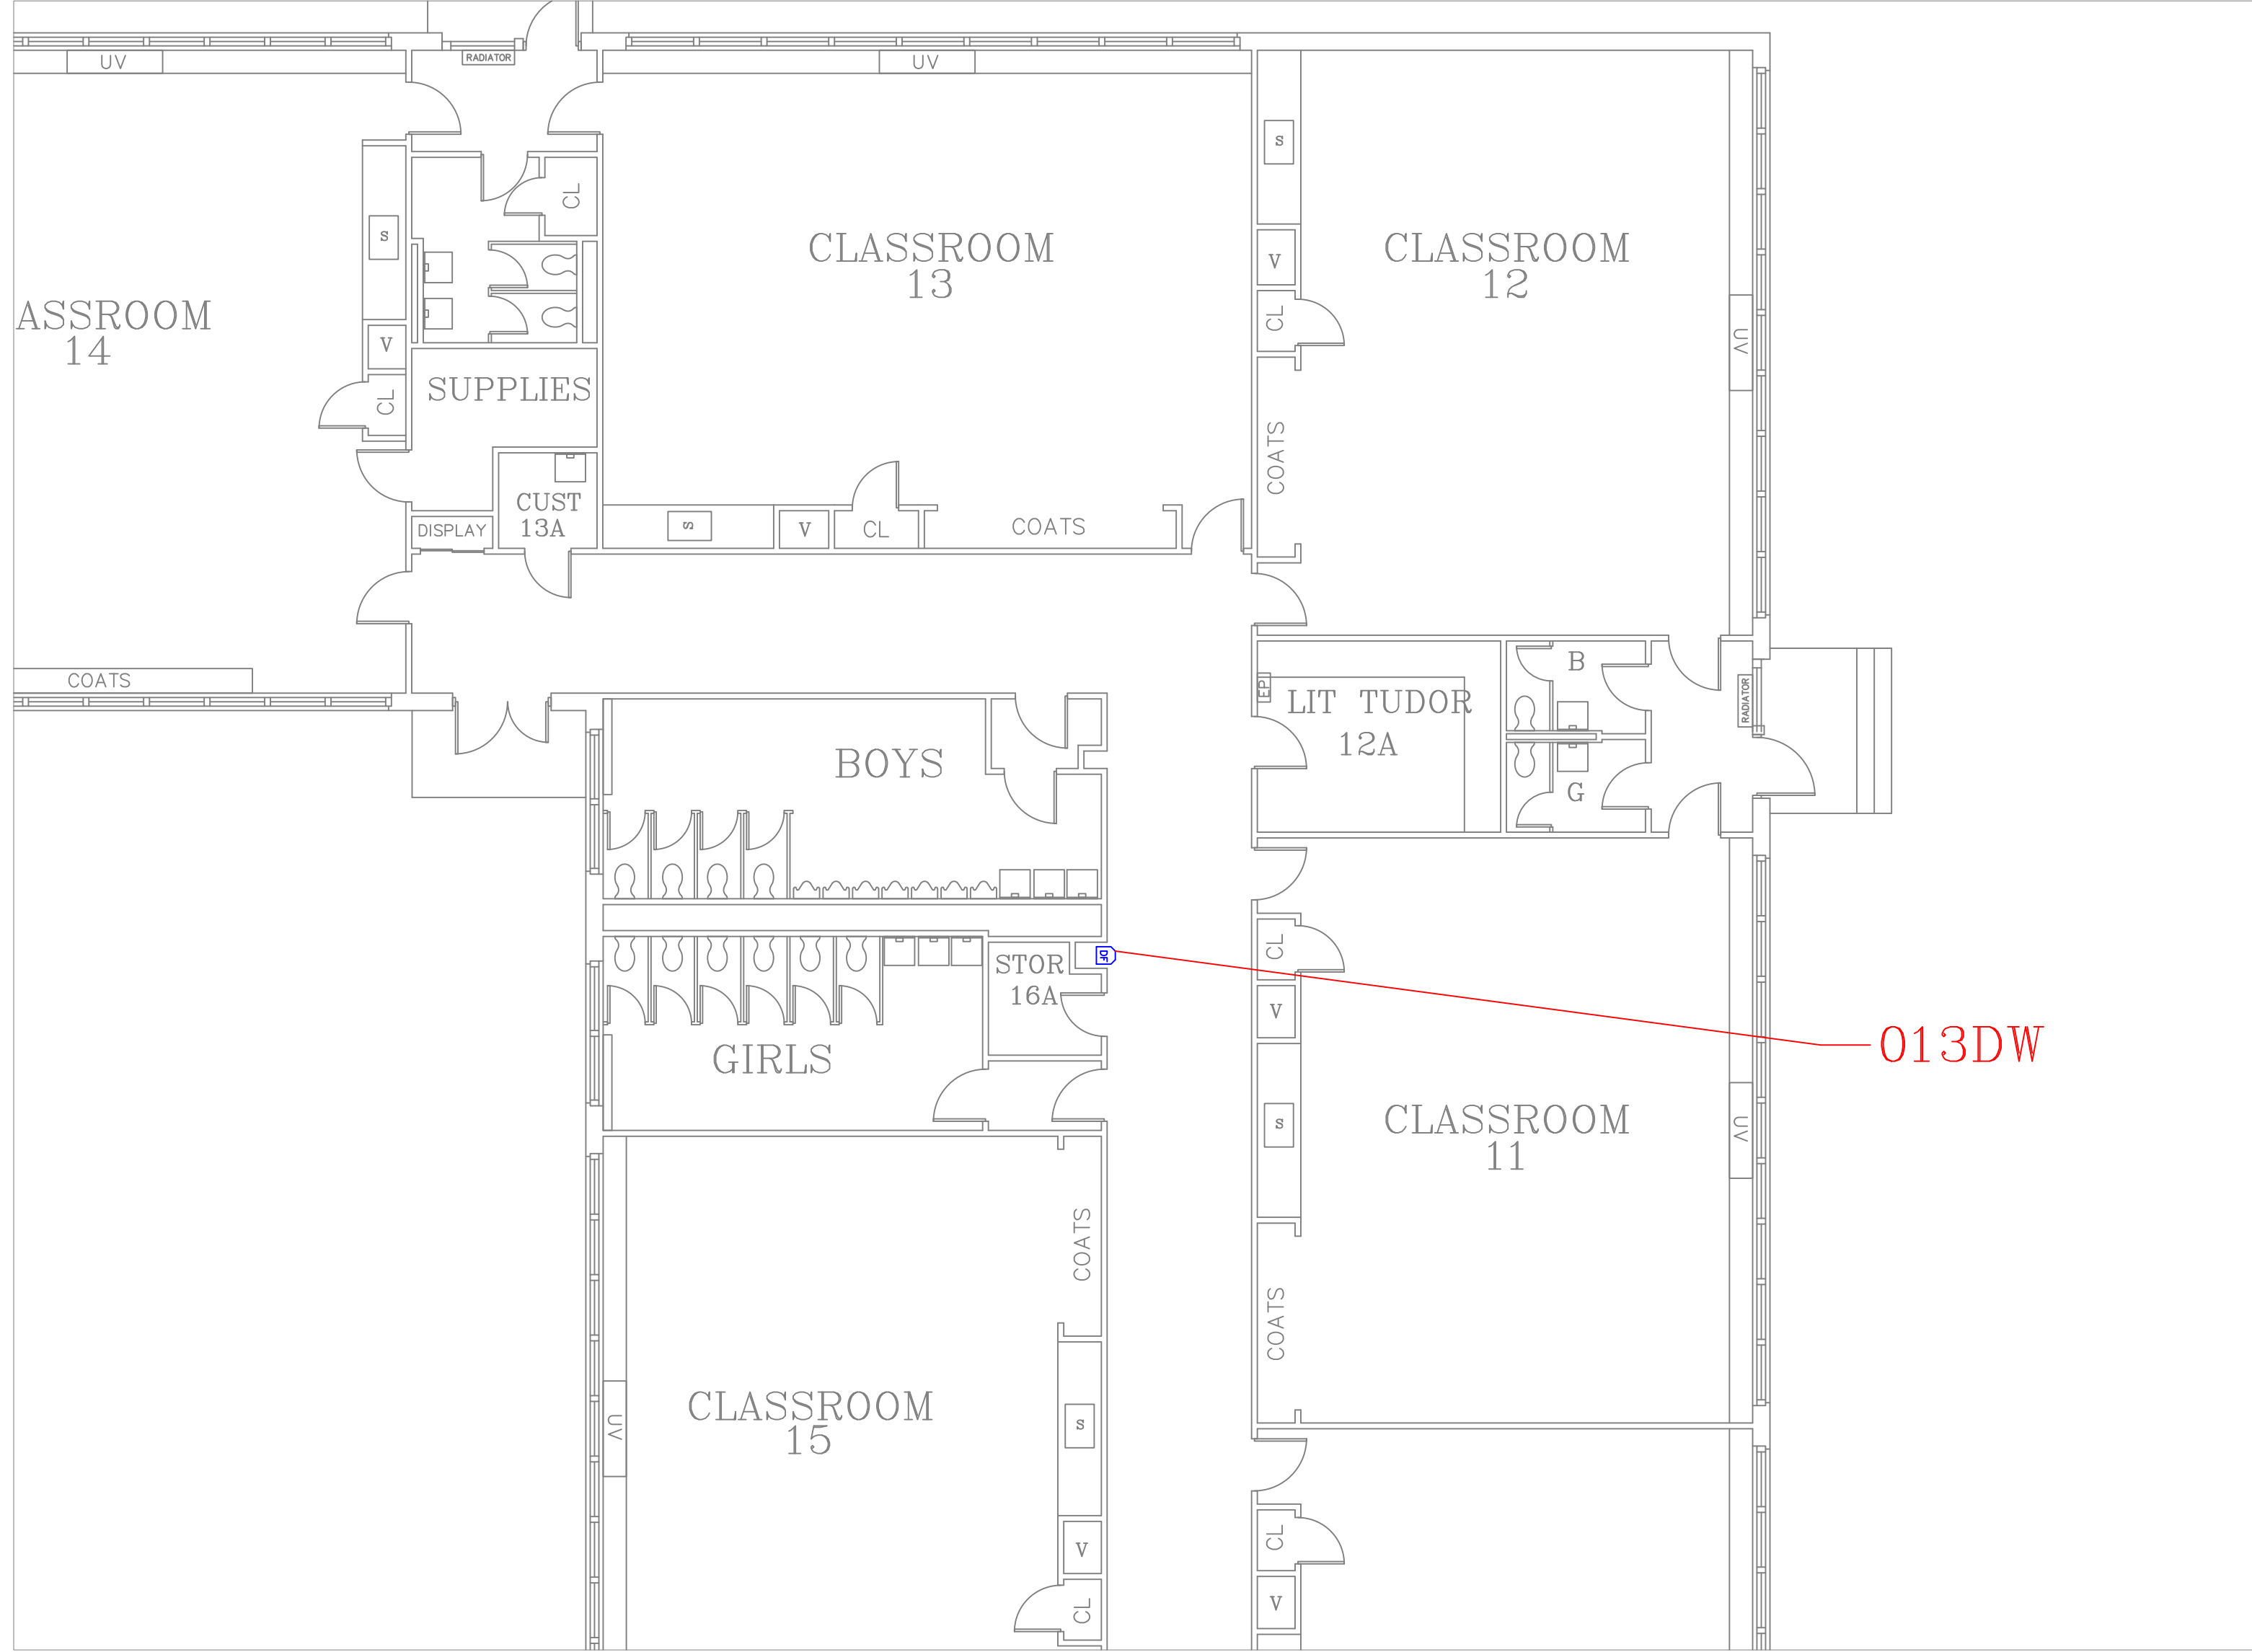 RADIATOR
UV
UV
S
CL
S
CLASSROOM
13
CLASSROOM
12
V
ASSROOM
14
CL
UV
V
SUPPLIES
CL
COATS
CUST
13A
DISPLAY
S
V
CL
COATS
COATS
EP
LIT TUDOR
12A
B
RADIATOR
G
BOYS
CL
DF
STOR
16A
V
GIRLS
013DW
S
CLASSROOM
11
UV
COATS
COATS
CLASSROOM
15
UV
S
V
CL
CL
V